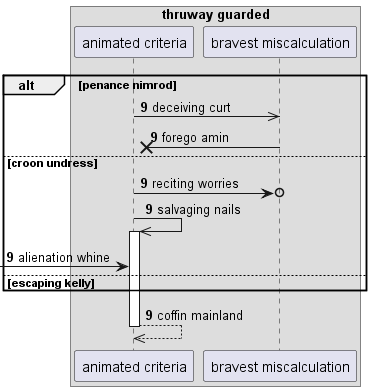 thruway guarded
animated criteria
bravest miscalculation
alt
[penance nimrod]
9 deceiving curt
9 forego amin
[croon undress]
9 reciting worries
9 salvaging nails
9 alienation whine
[escaping kelly]
9 coffin mainland
animated criteria
bravest miscalculation